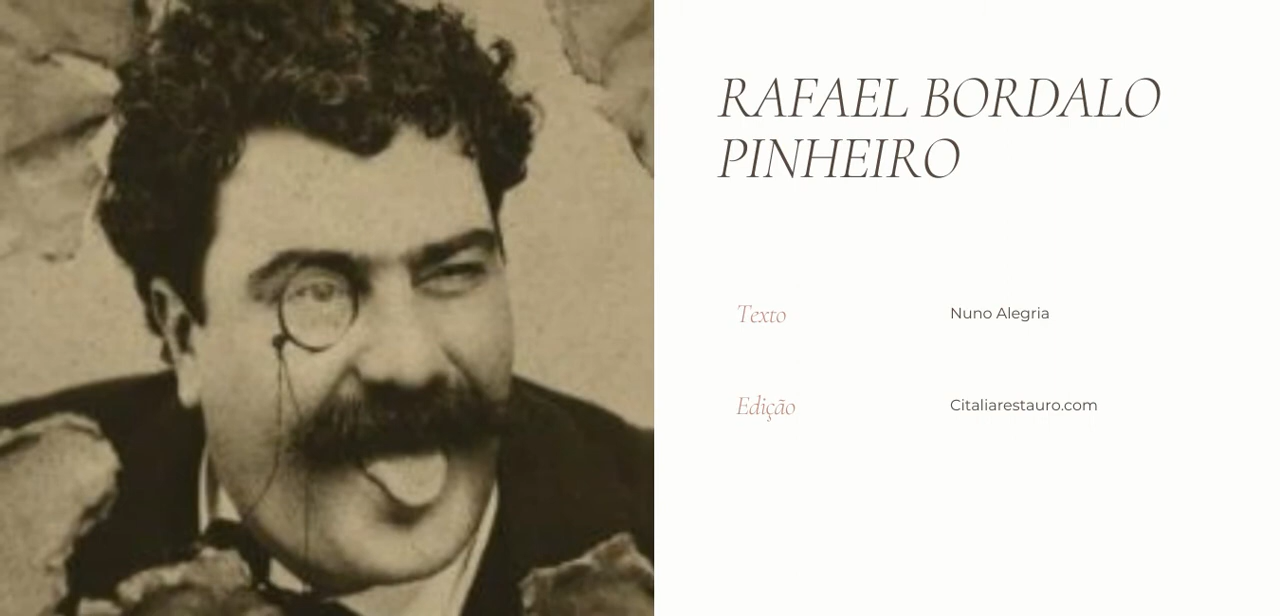 RAFAEL BORDALO
PINHEIRO
Texto
Nuno Alegria
Edição
Citaliarestauro.com